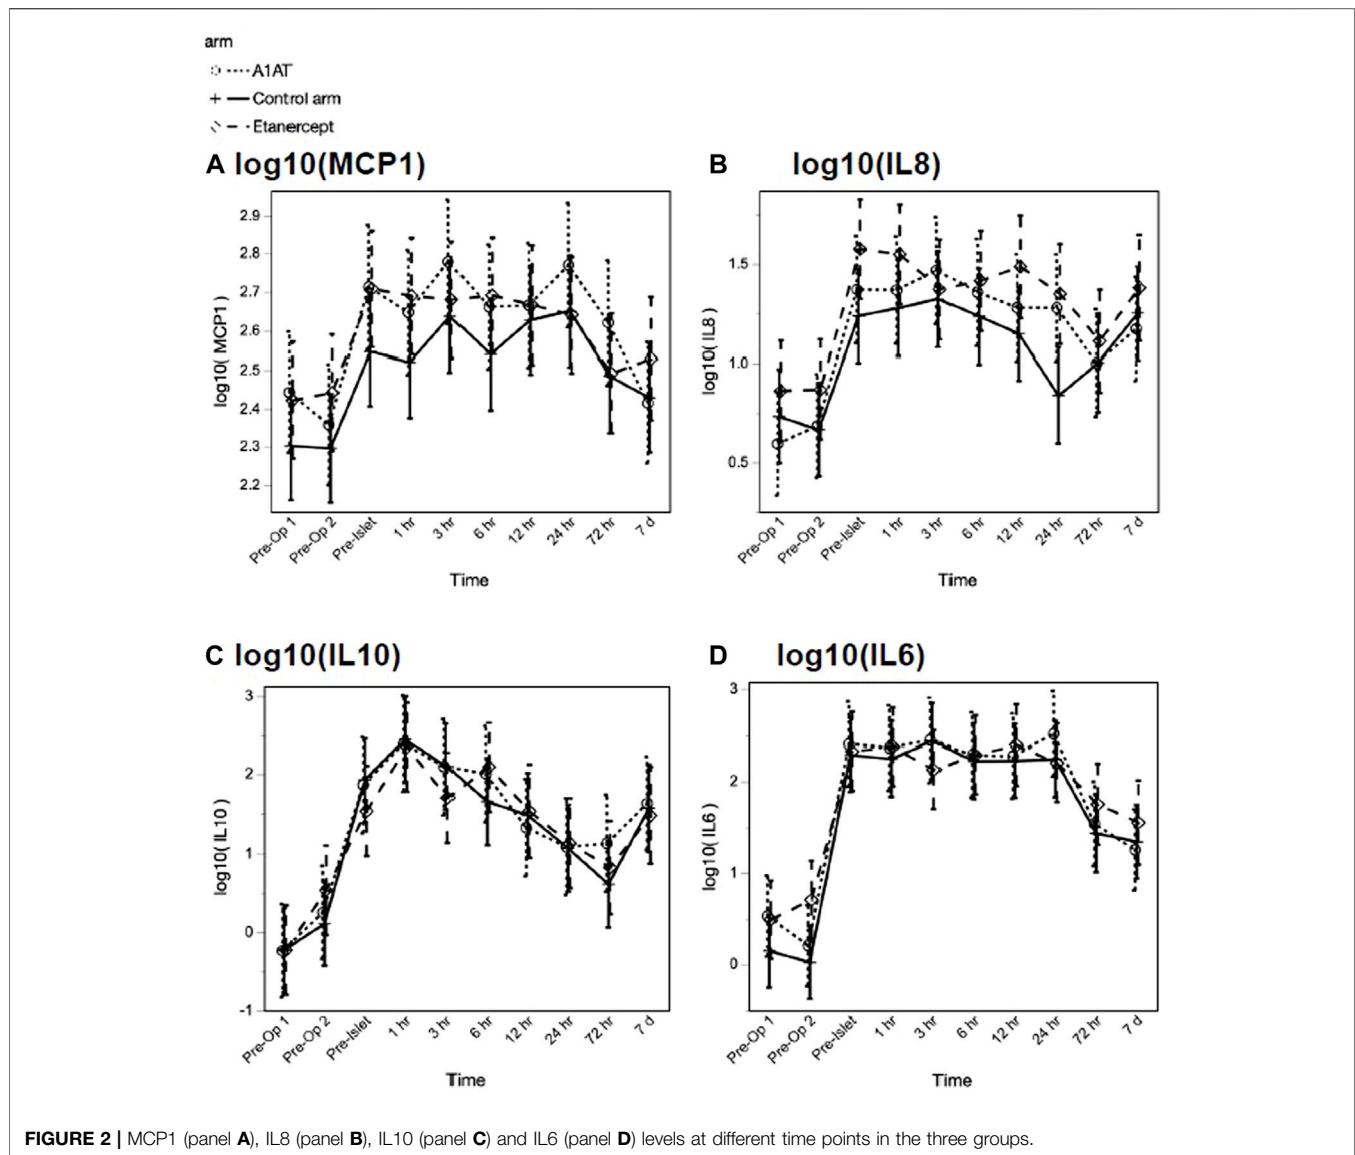 arm
A1AT
Control arm
Etanercept
A log10(MCP1)
2.9
2.8
2.7
2.6
2.5
2.4
2.3
2.2
log10( MCP1 )
Pre-Op 1
Pre-Op 2
Pre-Islet
1 hr
3 hr
6 hr
12 hr
24 hr
72 hr
7 d
Time
B log10(IL8)
1.5
1.0
0.5
log10( IL8 )
Pre-Op 1
Pre-Op 2
Pre-Islet
1 hr
3 hr
6 hr
12 hr
24 hr
72 hr
7 d
Time
C log10(IL10)
3
2
1
0
-1
log10( IL10 )
Pre-Op 1
Pre-Op 2
Pre-Islet
1 hr
3 hr
6 hr
12 hr
24 hr
72 hr
7 d
Time
D log10(IL6)
3
2
1
0
log10( IL6 )
Pre-Op 1
Pre-Op 2
Pre-Islet
1 hr
3 hr
6 hr
12 hr
24 hr
72 hr
7 d
Time
FIGURE 2 | MCP1 (panel A), IL8 (panel B), IL10 (panel C) and IL6 (panel D) levels at different time points in the three groups.